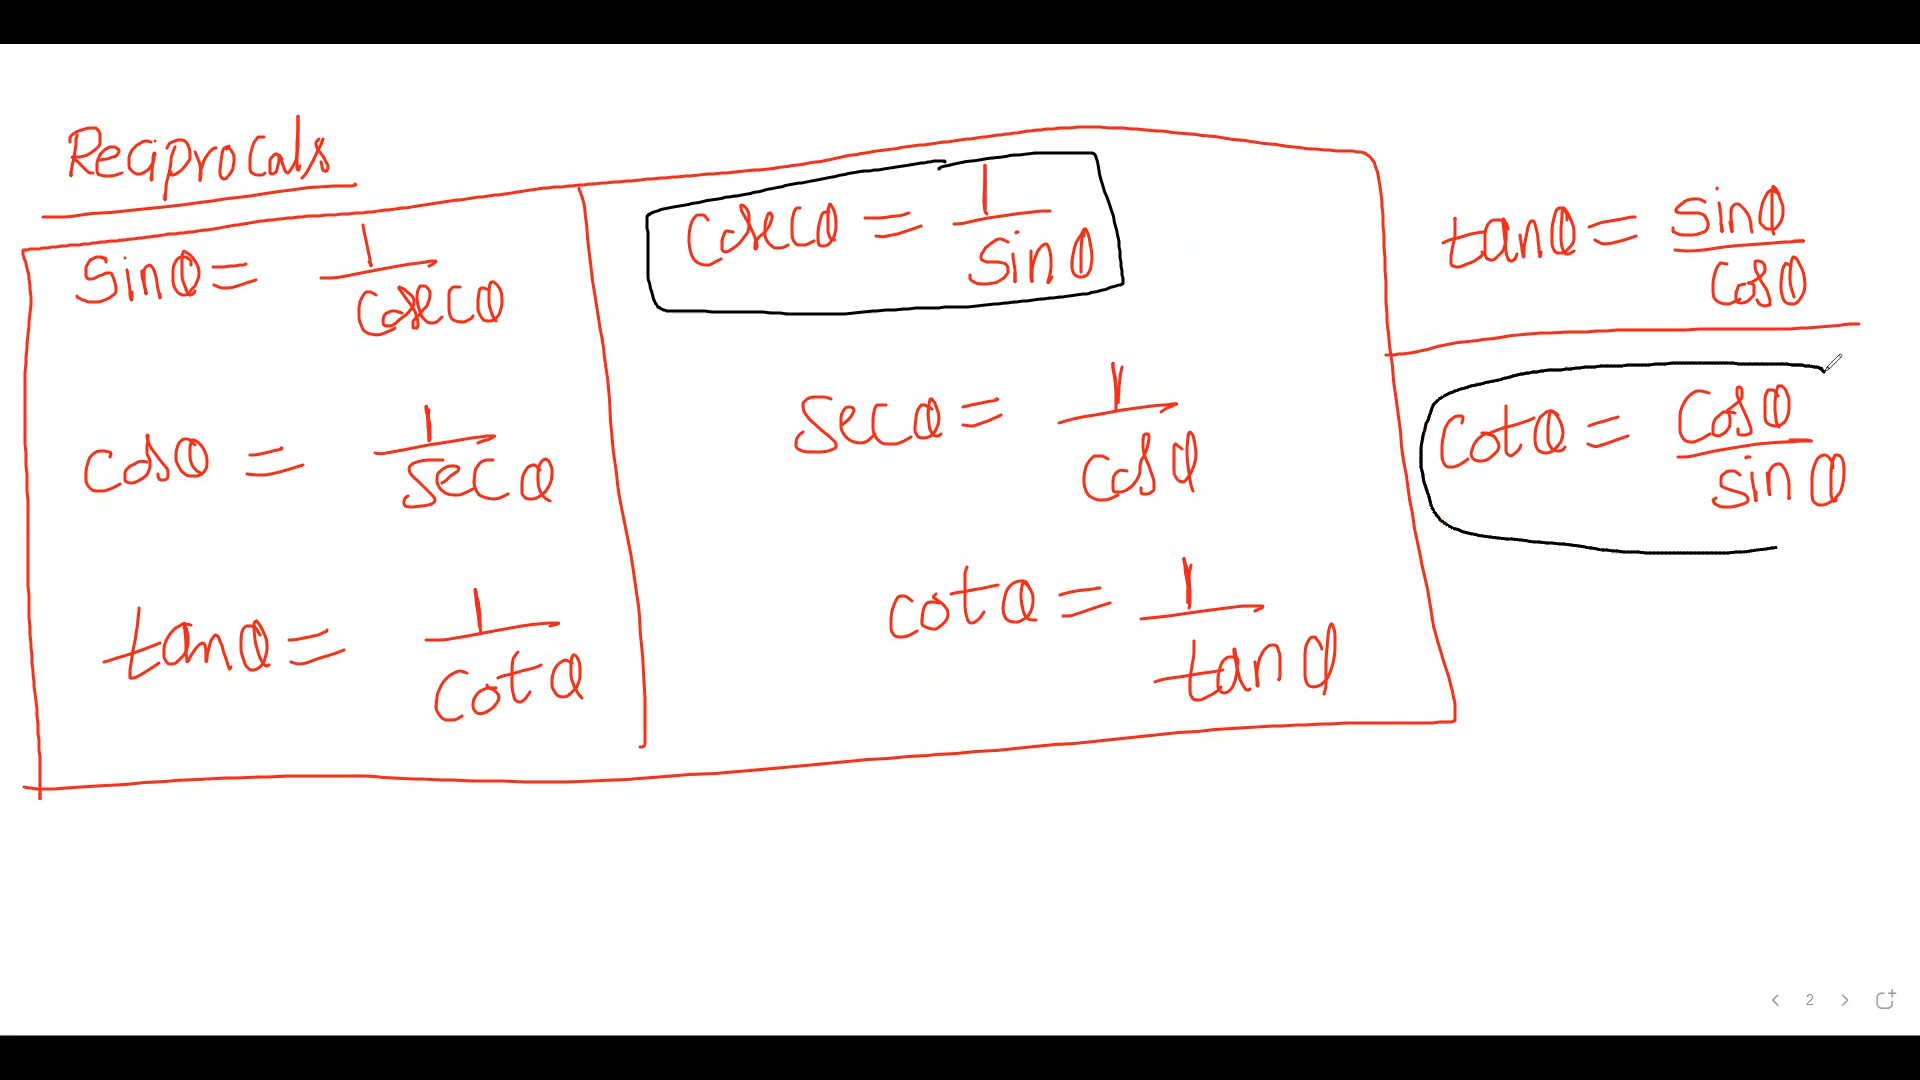 Reciprocals
sinθ = 1/cosecθ
cosθ = 1/secθ
tanθ = 1/cotθ
cosecθ = 1/sinθ
secθ = 1/cosθ
cotθ = 1/tanθ
tanθ = sinθ/cosθ
cotθ = cosθ/sinθ
2